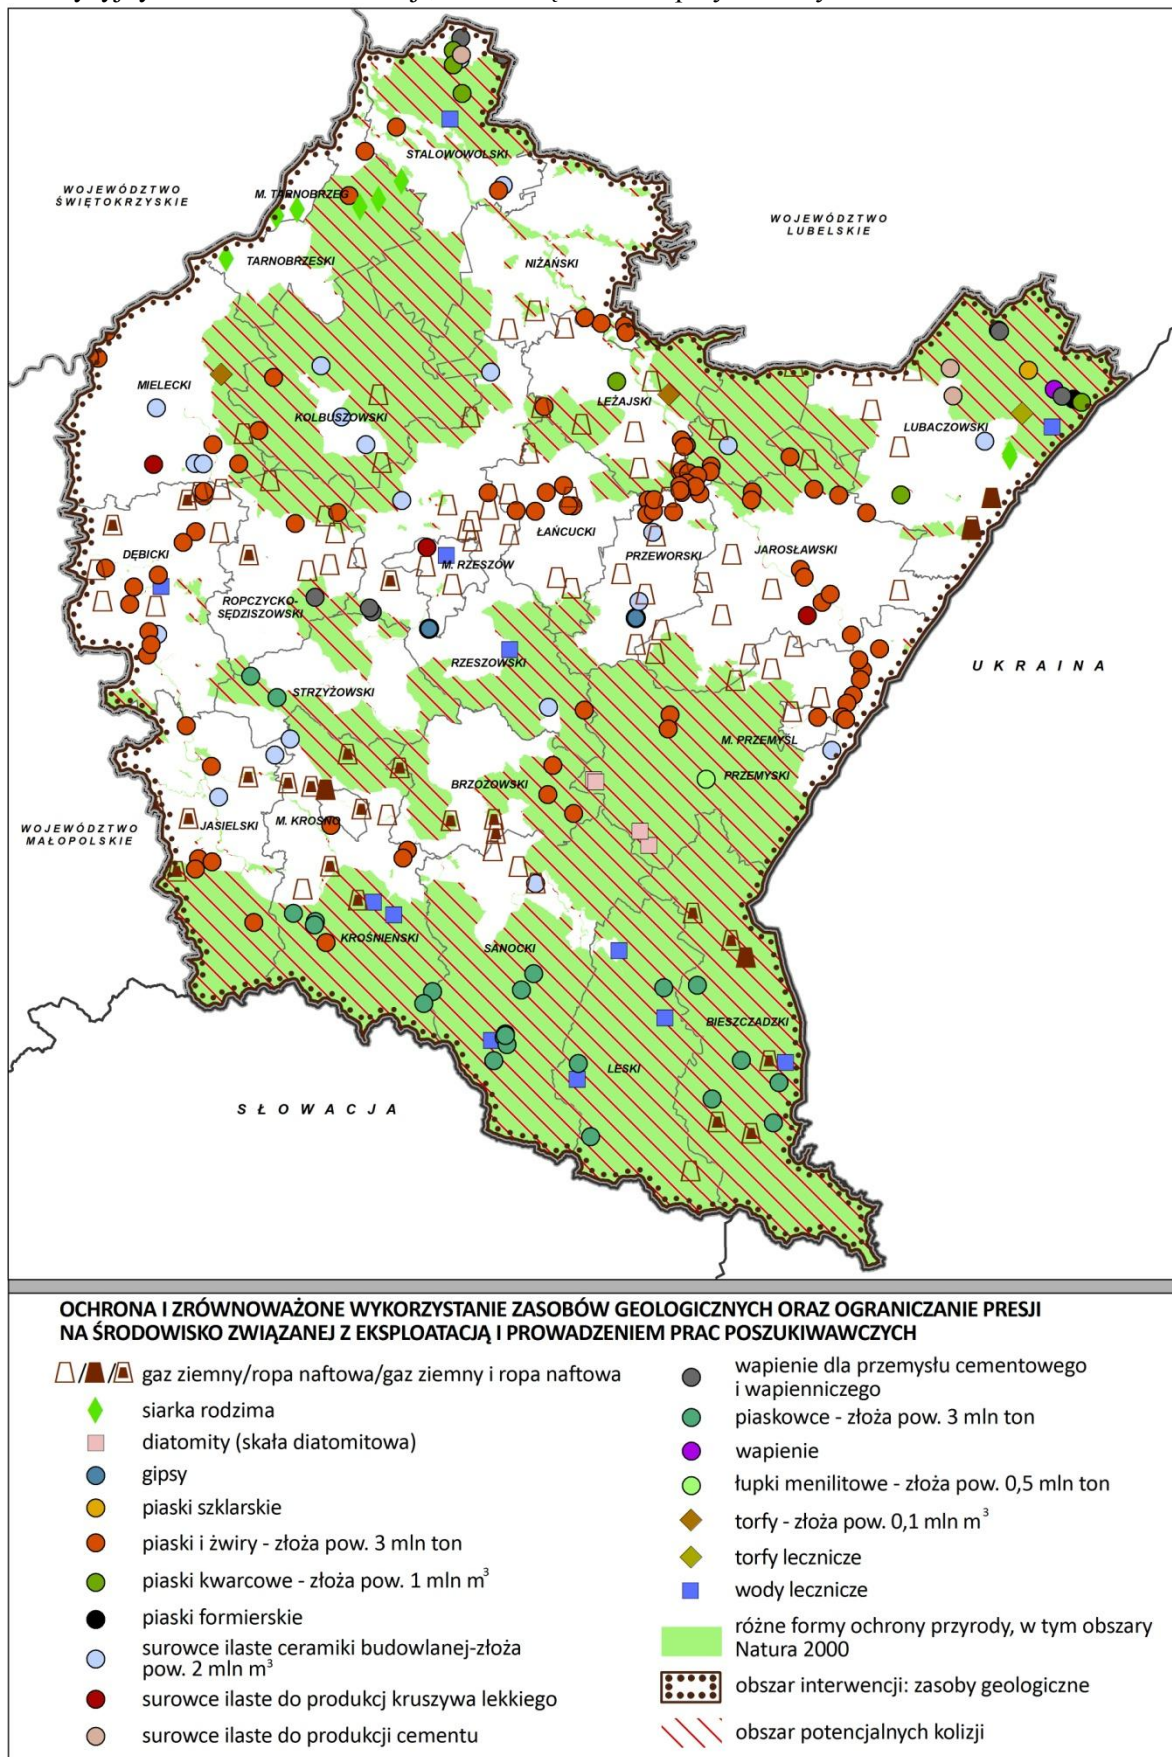 WOJEWÓDZTWO
ŚWIĘTOKRZYSKIE
STALOWOWOLSKI
M. TARNOBRZEG
WOJEWÓDZTWO
LUBELSKIE
TARNOBRZESKI
NIŻAŃSKI
MIELECKI
KOLBUSZOWSKI
LEŻAJSKI
LUBACZOWSKI
ŁAŃCUCKI
DĘBICKI
M. RZESZÓW
PRZEWORSKI
JAROSŁAWSKI
ROPCZYCKO-
SĘDZISZOWSKI
RZESZOWSKI
UKRAINA
STRZYŻOWSKI
M. PRZEMYŚL
PRZEMYSKI
BRZOZOWSKI
WOJEWÓDZTWO
MAŁOPOLSKIE
JASIELSKI
M. KROSNO
KROŚNIEŃSKI
SANOCKI
BIESZCZADZKI
LESKI
SŁOWACJA
OCHRONA I ZRÓWNOWAŻONE WYKORZYSTANIE ZASOBÓW GEOLOGICZNYCH ORAZ OGRANICZANIE PRESJI
NA ŚRODOWISKO ZWIĄZANEJ Z EKSPLOATACJĄ I PROWADZENIEM PRAC POSZUKIWAWCZYCH
gaz ziemny/ropa naftowa/gaz ziemny i ropa naftowa
siarka rodzima
diatomity (skała diatomitowa)
gipsy
piaski szklarskie
piaski i żwiry - złoża pow. 3 mln ton
piaski kwarcowe - złoża pow. 1 mln m³
piaski formierskie
surowce ilaste ceramiki budowlanej-złoża
pow. 2 mln m³
surowce ilaste do produkcj kruszywa lekkiego
surowce ilaste do produkcji cementu
wapienie dla przemysłu cementowego
i wapienniczego
piaskowce - złoża pow. 3 mln ton
wapienie
łupki menilitowe - złoża pow. 0,5 mln ton
torfy - złoża pow. 0,1 mln m³
torfy lecznicze
wody lecznicze
różne formy ochrony przyrody, w tym obszary
Natura 2000
obszar interwencji: zasoby geologiczne
obszar potencjalnych kolizji